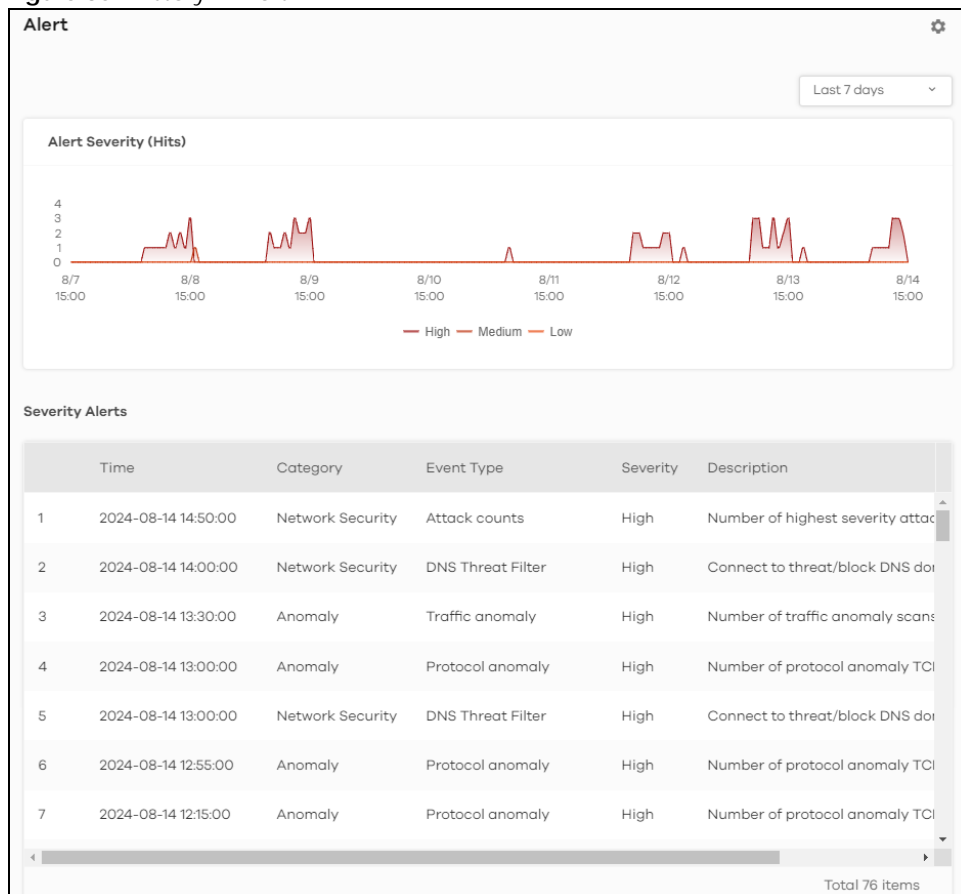 Alert
Last 7 days
Alert Severity (Hits)
4
3
2
1
0
8/7 8/8 8/9 8/10 8/11 8/12 8/13 8/14
15:00 15:00 15:00 15:00 15:00 15:00 15:00 15:00
High Medium Low
Severity Alerts
Time Category Event Type Severity Description
1 2024-08-14 14:50:00 Network Security Attack counts High Number of highest severity attac
2 2024-08-14 14:00:00 Network Security DNS Threat Filter High Connect to threat/block DNS do
3 2024-08-14 13:30:00 Anomaly Traffic anomaly High Number of traffic anomaly scans
4 2024-08-14 13:00:00 Anomaly Protocol anomaly High Number of protocol anomaly TC
5 2024-08-14 13:00:00 Network Security DNS Threat Filter High Connect to threat/block DNS do
6 2024-08-14 12:55:00 Anomaly Protocol anomaly High Number of protocol anomaly TC
7 2024-08-14 12:15:00 Anomaly Protocol anomaly High Number of protocol anomaly TC
Total 76 items